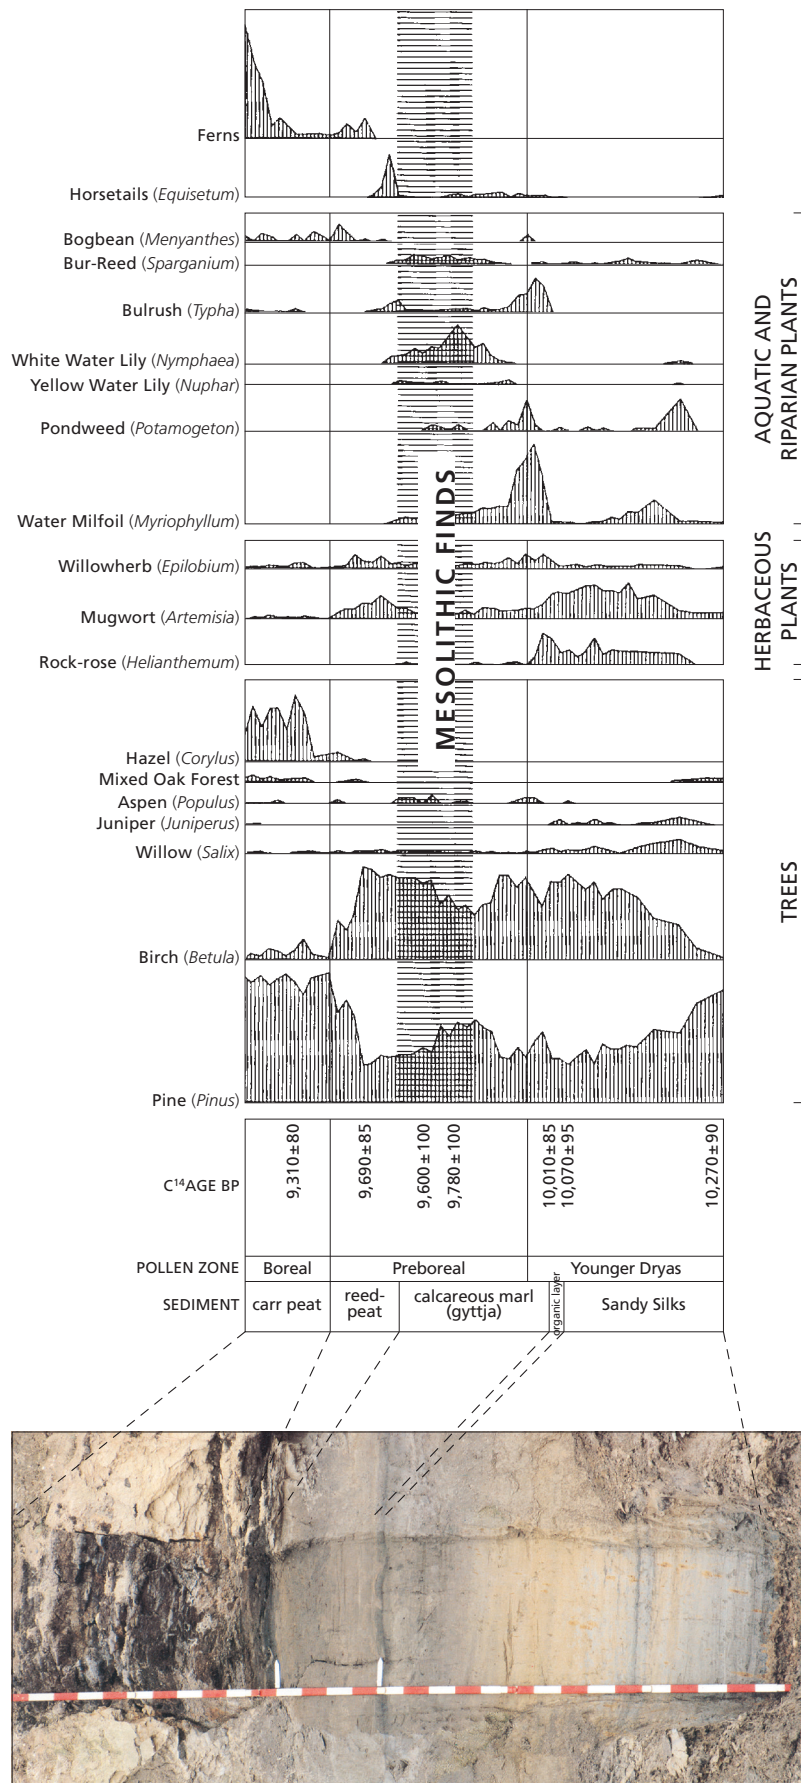 Ferns
Horsetails (Equisetum)
Bogbean (Menyanthes)
Bur-Reed (Sparganium)
Bulrush (Typha)
White Water Lily (Nymphaea)
Yellow Water Lily (Nuphar)
Pondweed (Potamogeton)
Water Milfoil (Myriophyllum)
AQUATIC AND
RIPARIAN PLANTS
Willowherb (Epilobium)
Mugwort (Artemisia)
Rock-rose (Helianthemum)
HERBACEOUS
PLANTS
MESOLITHIC FINDS
Hazel (Corylus)
Mixed Oak Forest
Aspen (Populus)
Juniper (Juniperus)
Willow (Salix)
Birch (Betula)
Pine (Pinus)
TREES
C¹⁴AGE BP
9,310±80
9,690±85
9,600±100
9,780±100
10,010±85
10,070±95
10,270±90
POLLEN ZONE
Boreal
Preboreal
Younger Dryas
SEDIMENT
carr peat
reed-
peat
calcareous marl
(gyttja)
organic layer
Sandy Silks